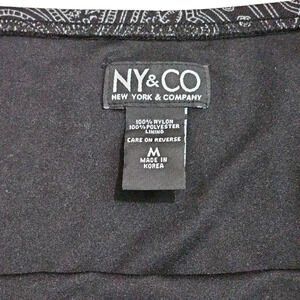 NY&CO
NEW YORK & COMPANY
100% NYLON
100% POLYESTER
LINING
CARE ON REVERSE
M
MADE IN
KOREA